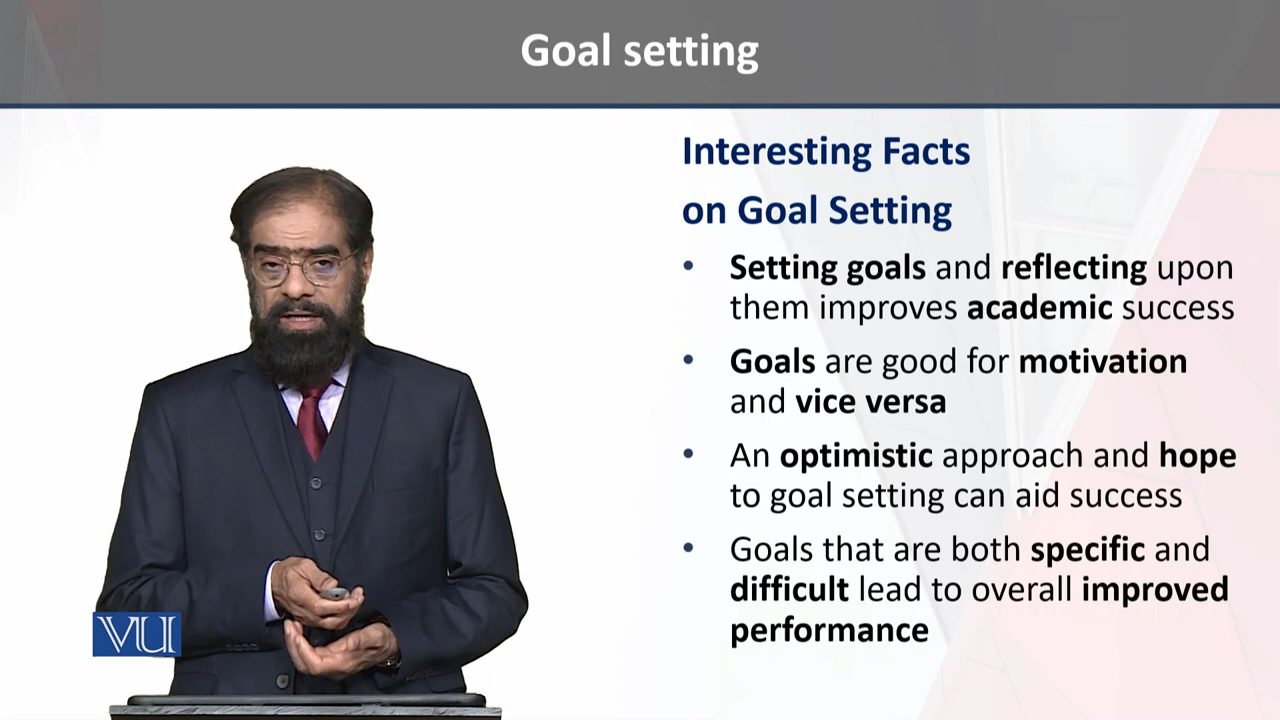 Goal setting
Interesting Facts
on Goal Setting
• Setting goals and reflecting upon
them improves academic success
• Goals are good for motivation
and vice versa
• An optimistic approach and hope
to goal setting can aid success
• Goals that are both specific and
difficult lead to overall improved
performance
VU